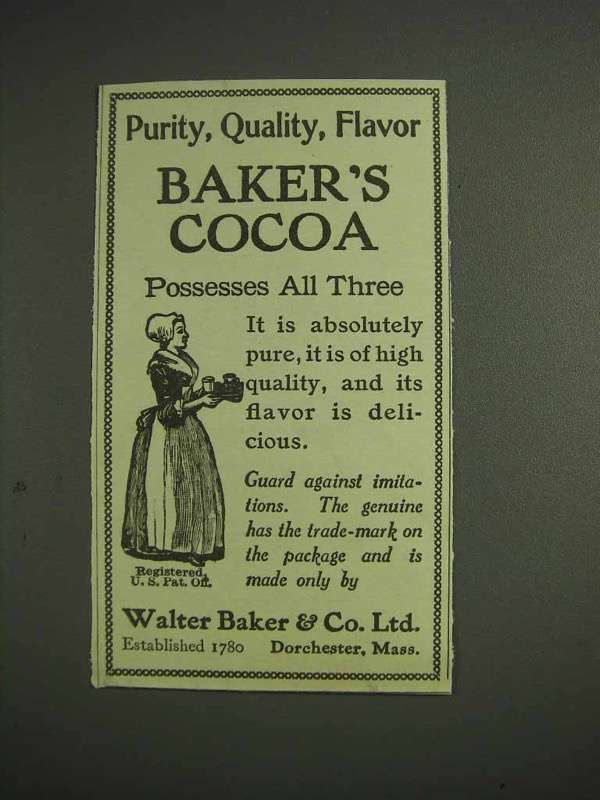 Purity, Quality, Flavor
BAKER'S
COCOA
Possesses All Three
It is absolutely
pure, it is of high
quality, and its
flavor is deli-
cious.
Guard against imita-
tions. The genuine
has the trade-mark on
the package and is
made only by
Registered,
U. S. Pat. Off.
Walter Baker & Co. Ltd.
Established 1780 Dorchester, Mass.